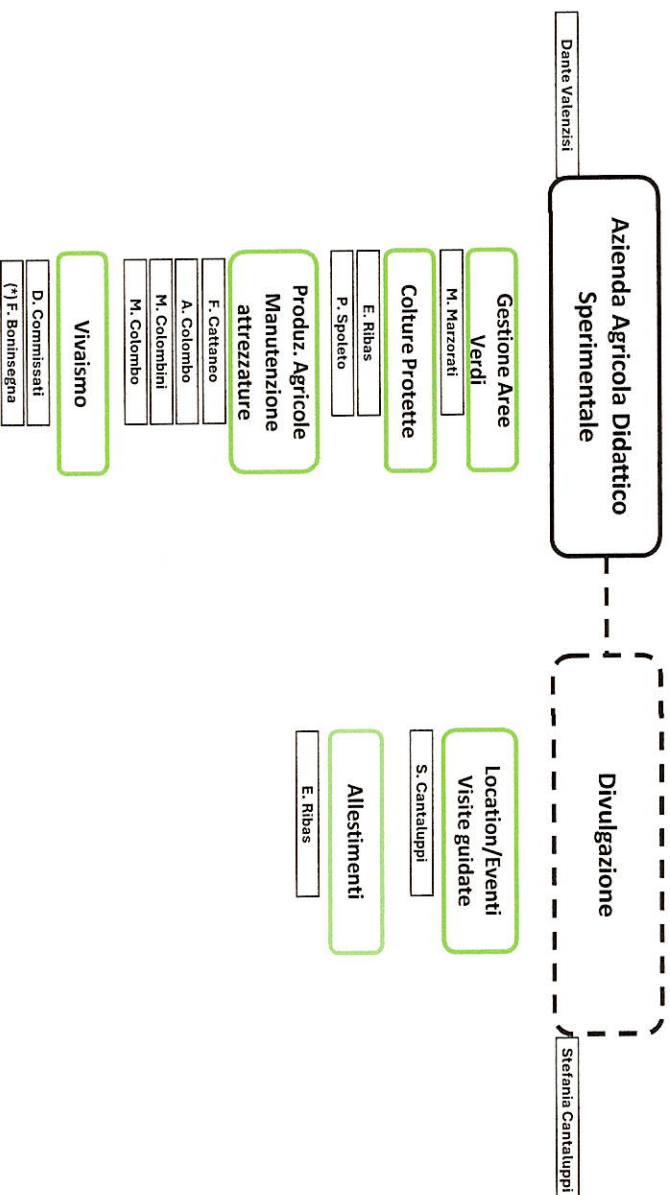 Dante Valenzisi
Azienda Agricola Didattico
Sperimentale
Divulgazione
Stefania Cantaluppi
Gestione Aree
Verdi
M. Marzorati
Colture Protette
E. Ribas
P. Spoleto
Produz. Agricole
Manutenzione
attrezzature
F. Cattaneo
A. Colombo
M. Colombini
M. Colombo
Vivaismo
D. Commissati
(*) F. Boninsegna
Location/Eventi
Visite guidate
S. Cantaluppi
Allestimenti
E. Ribas